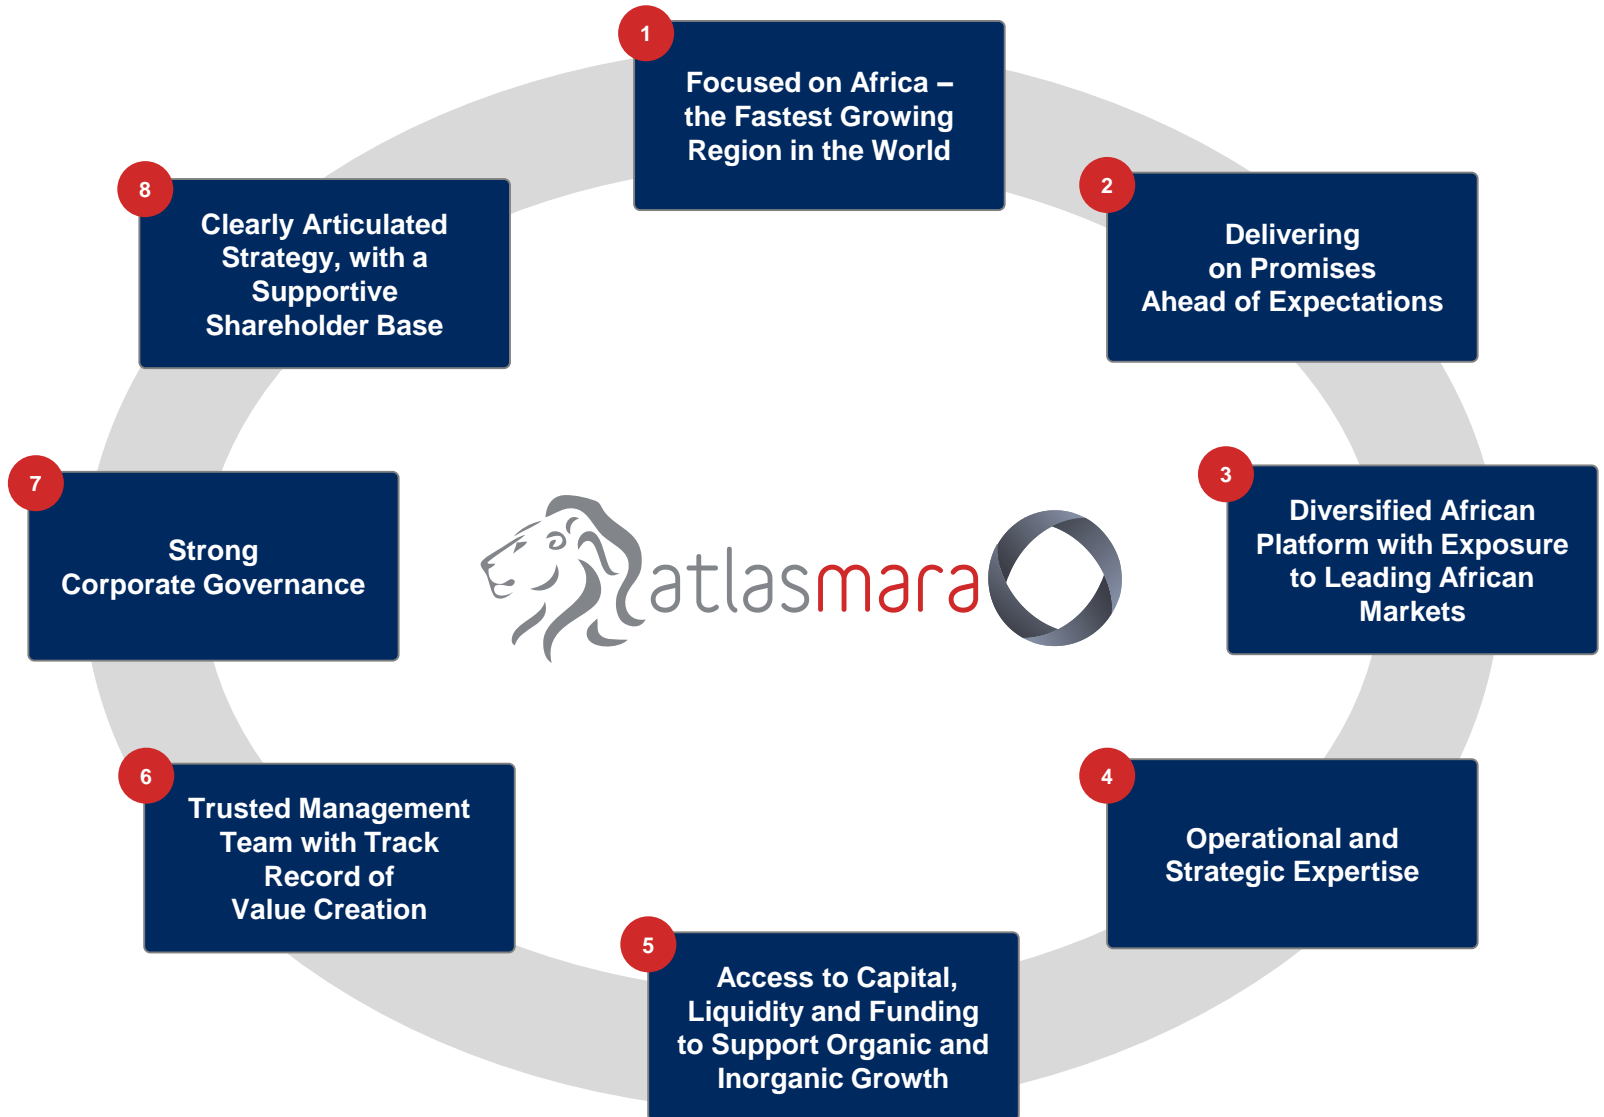 1
Focused on Africa –
the Fastest Growing
Region in the World
2
Delivering
on Promises
Ahead of Expectations
3
Diversified African
Platform with Exposure
to Leading African
Markets
4
Operational and
Strategic Expertise
5
Access to Capital,
Liquidity and Funding
to Support Organic and
Inorganic Growth
6
Trusted Management
Team with Track
Record of
Value Creation
7
Strong
Corporate Governance
8
Clearly Articulated
Strategy, with a
Supportive
Shareholder Base
atlasmara